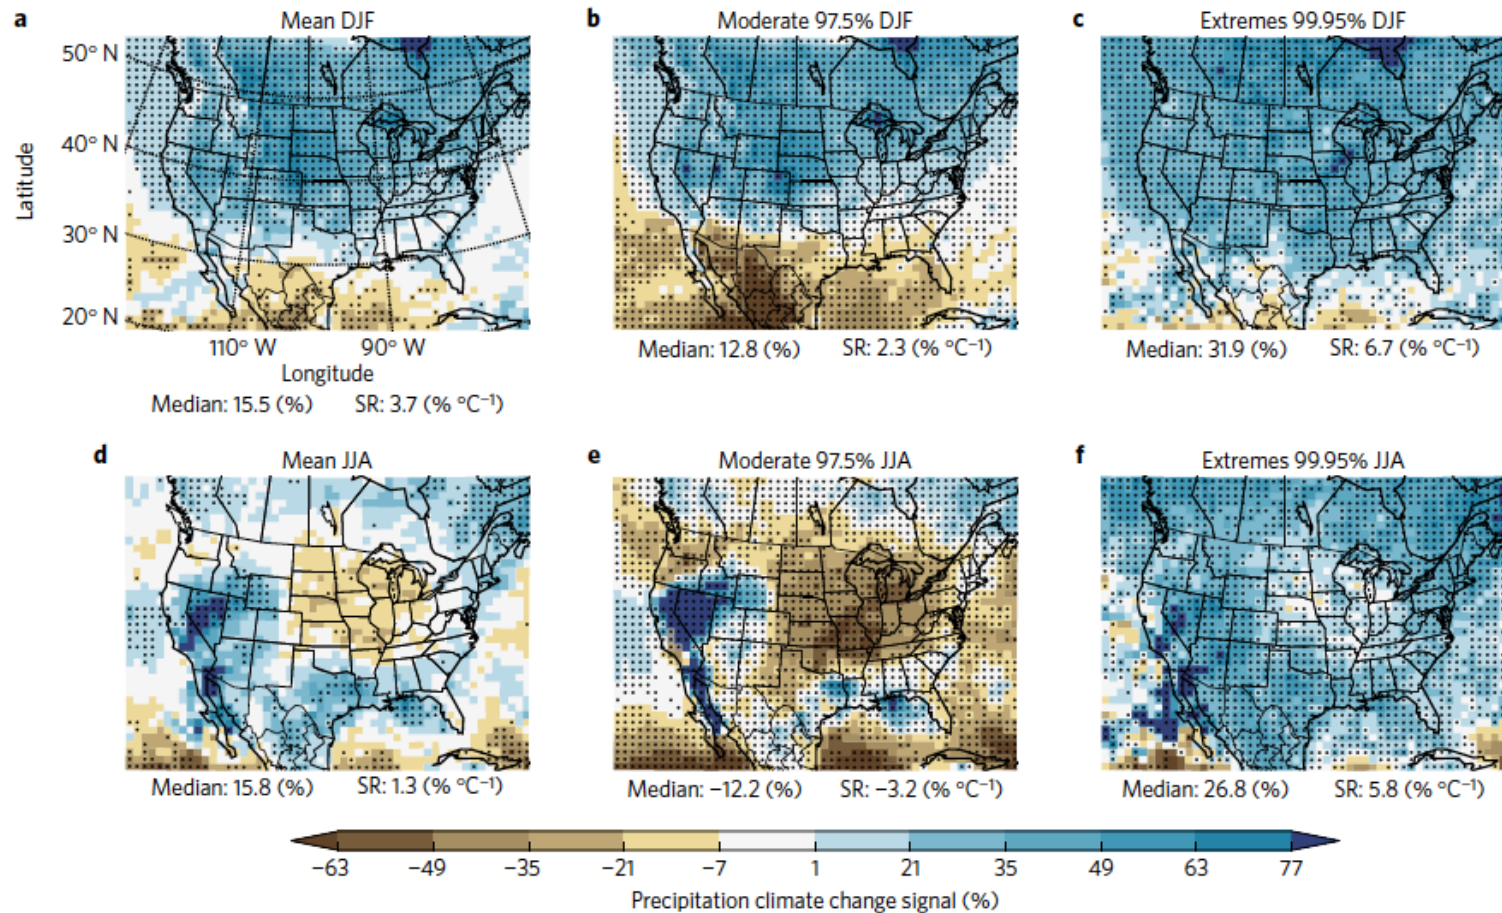 a Mean DJF b Moderate 97.5% DJF c Extremes 99.95% DJF
50° N
40° N
30° N
20° N
Latitude
110° W 90° W
Longitude
Median: 15.5 (%) SR: 3.7 (% °C⁻¹)
Median: 12.8 (%) SR: 2.3 (% °C⁻¹)
Median: 31.9 (%) SR: 6.7 (% °C⁻¹)
d Mean JJA e Moderate 97.5% JJA f Extremes 99.95% JJA
Median: 15.8 (%) SR: 1.3 (% °C⁻¹)
Median: −12.2 (%) SR: −3.2 (% °C⁻¹)
Median: 26.8 (%) SR: 5.8 (% °C⁻¹)
−63 −49 −35 −21 −7 1 21 35 49 63 77
Precipitation climate change signal (%)